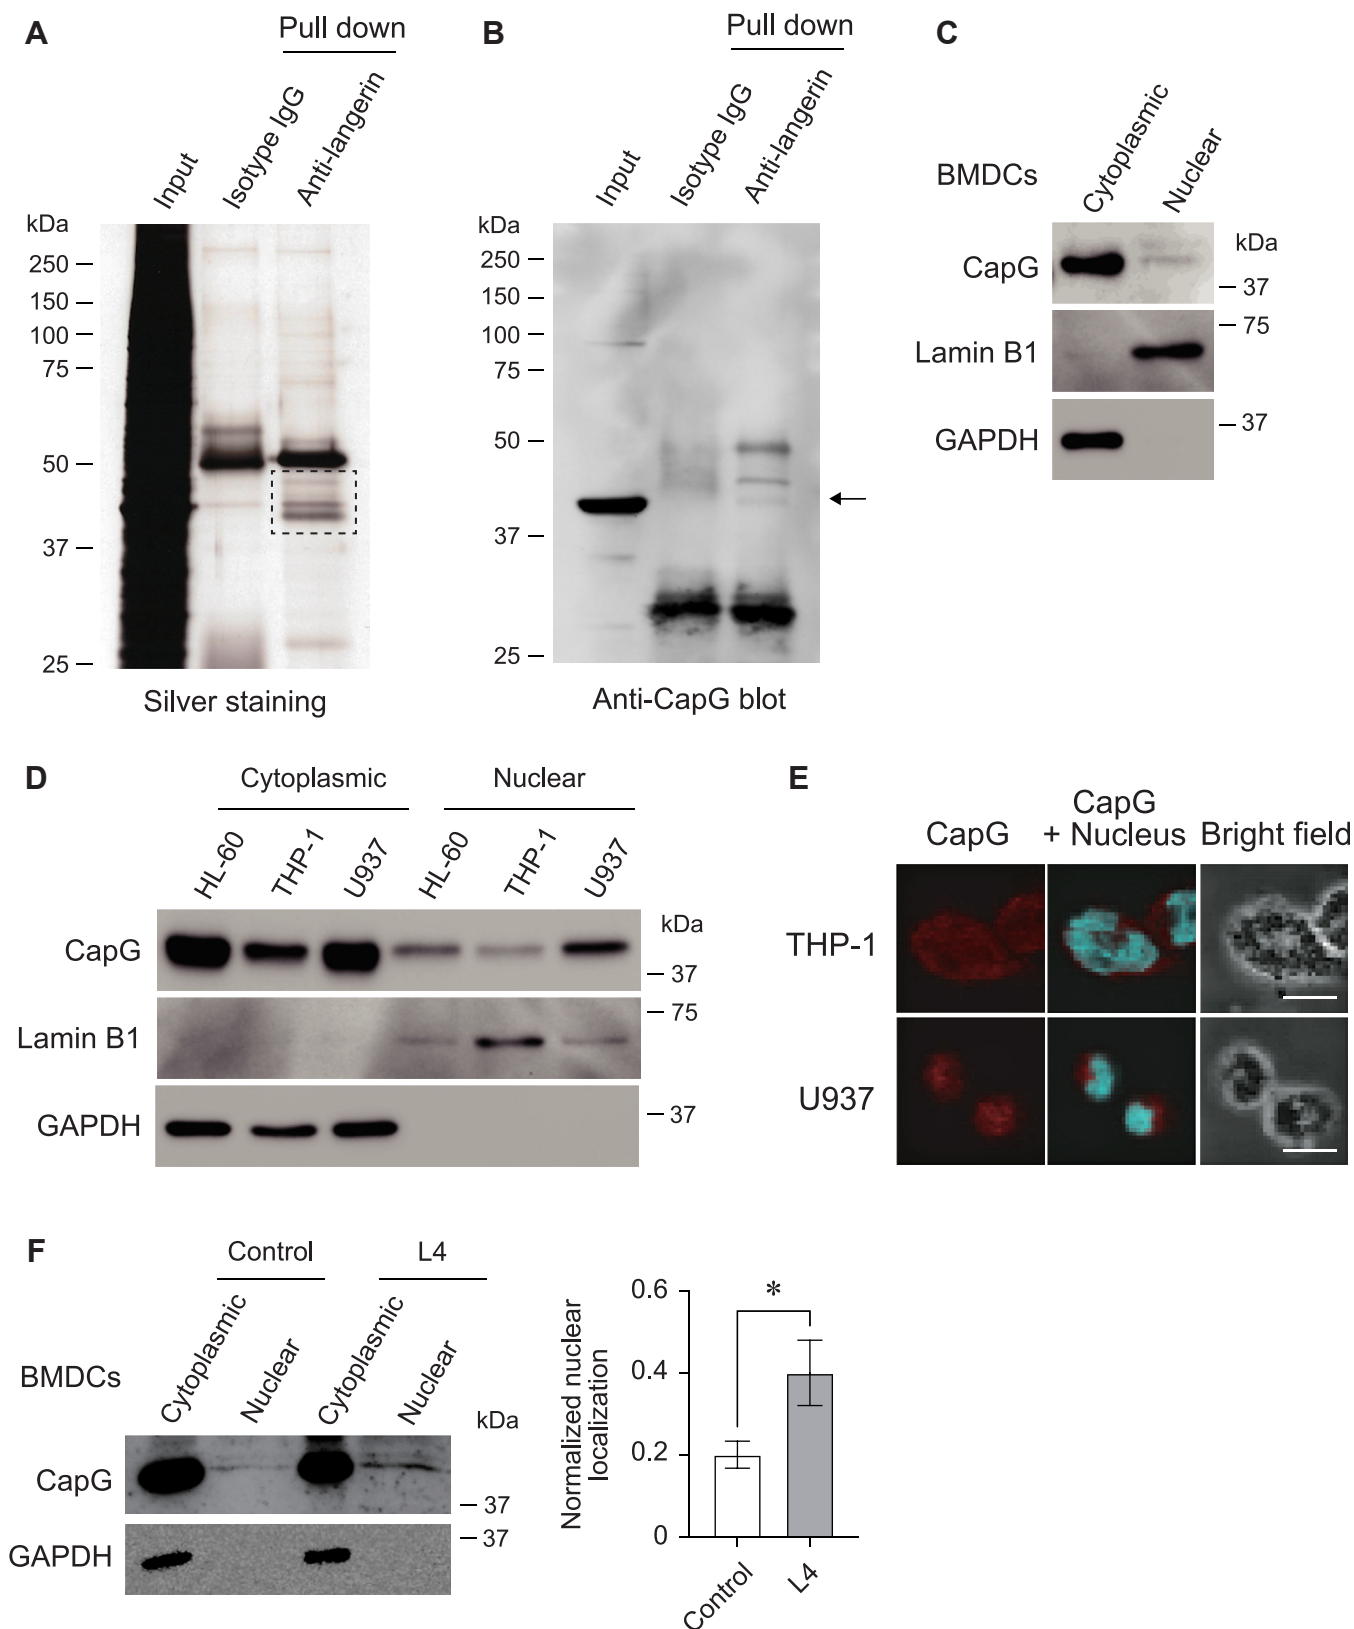 A
Pull down
Input
Isotype IgG
Anti-langerin
kDa
250
150
100
75
50
37
25
Silver staining
B
Pull down
Input
Isotype IgG
Anti-langerin
kDa
250
150
100
75
50
37
25
Anti-CapG blot
C
BMDCs
Cytoplasmic
Nuclear
kDa
CapG
37
75
Lamin B1
37
GAPDH
D
Cytoplasmic
Nuclear
HL-60
THP-1
U937
HL-60
THP-1
U937
kDa
CapG
37
75
Lamin B1
37
GAPDH
E
CapG
CapG
+ Nucleus
Bright field
THP-1
U937
F
Control
L4
BMDCs
Cytoplasmic
Nuclear
Cytoplasmic
Nuclear
kDa
CapG
37
37
GAPDH
Normalized nuclear
localization
0.6
0.4
0.2
0
*
Control
L4